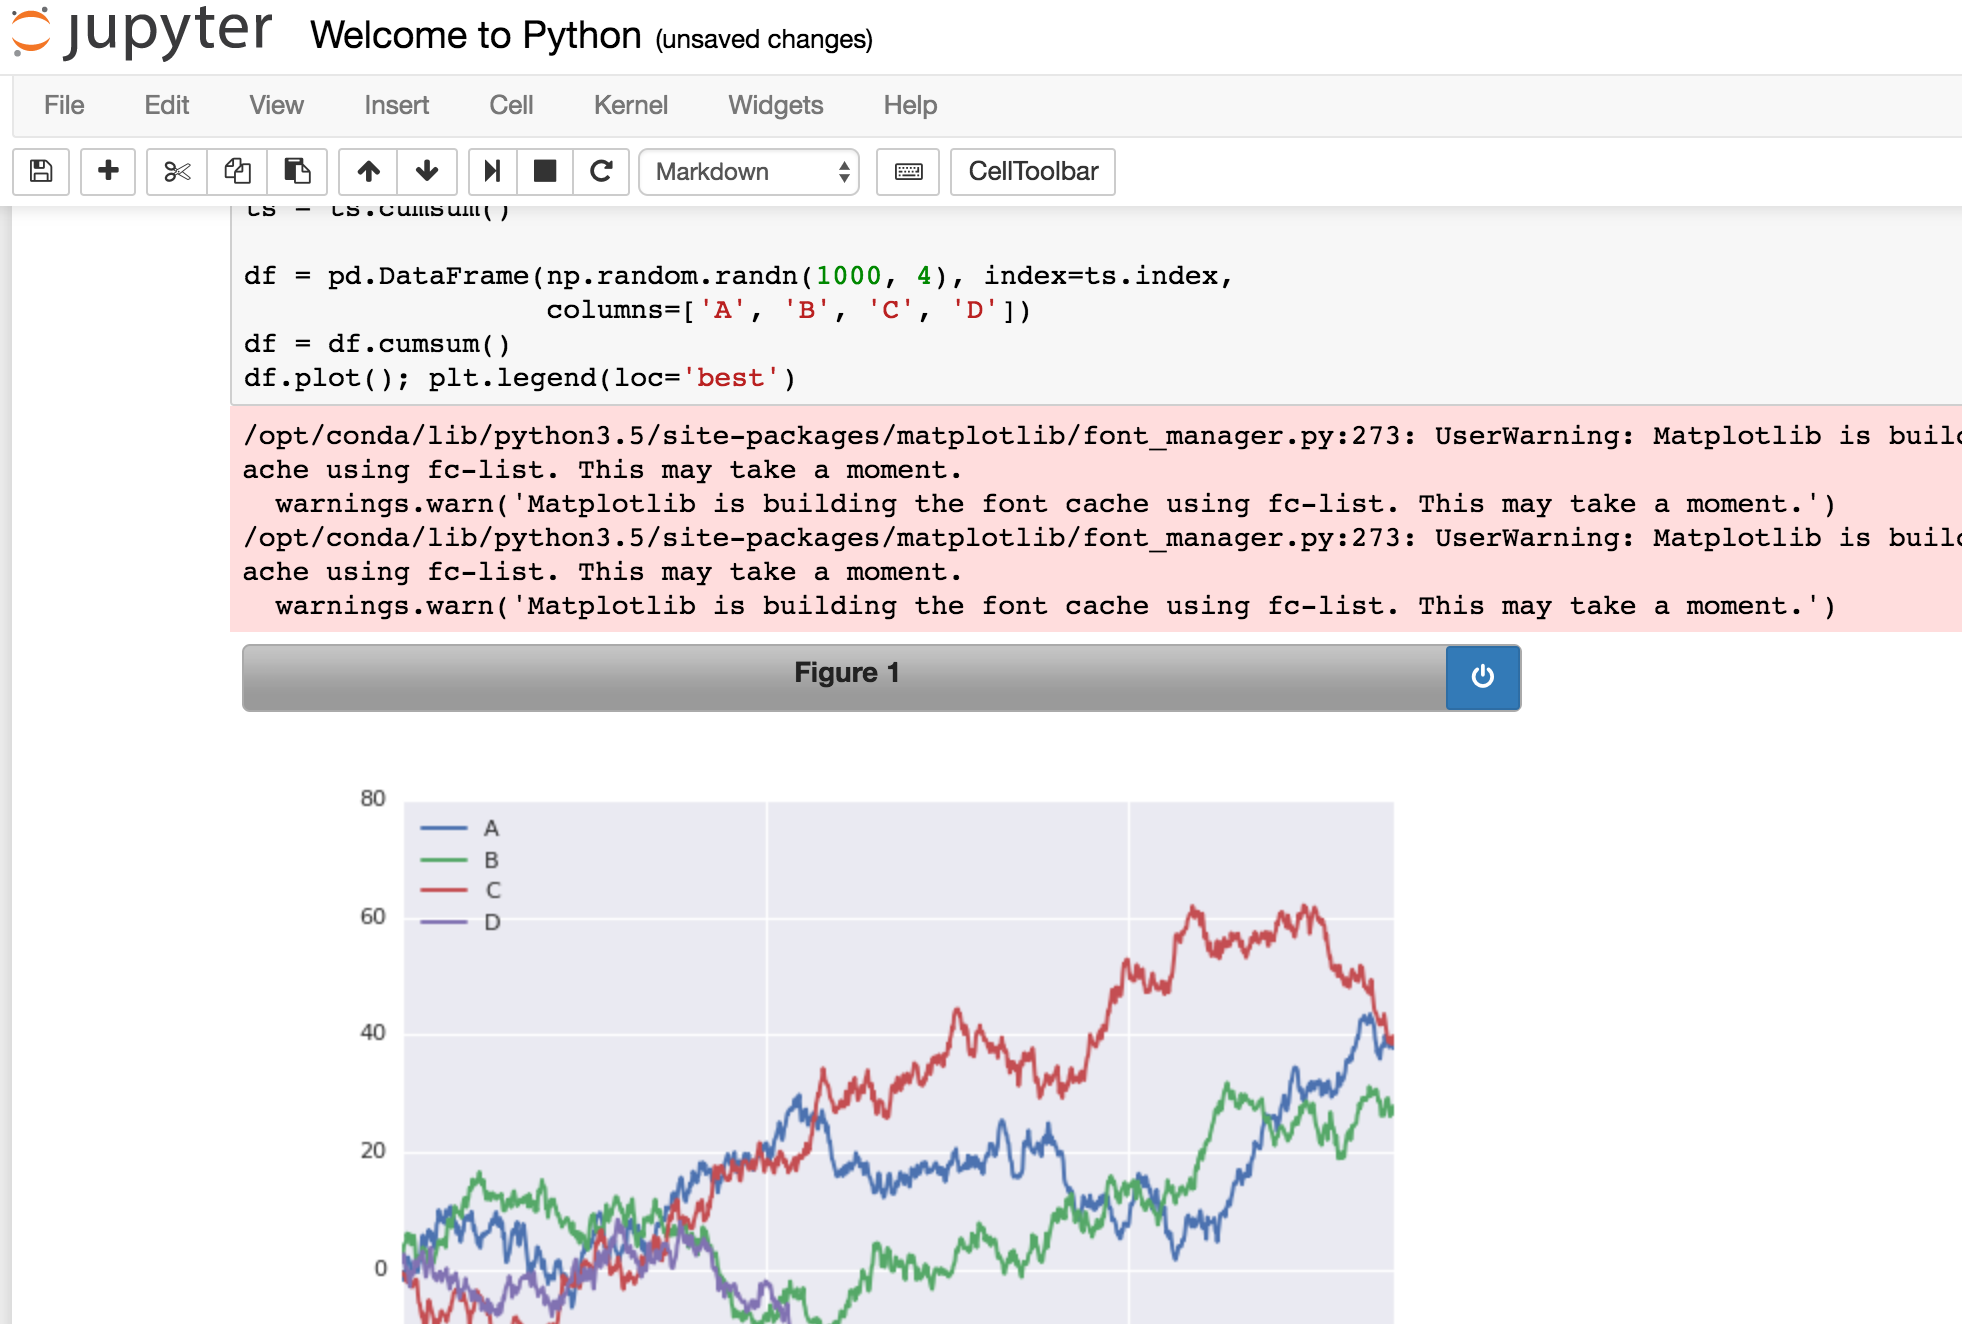 jupyter Welcome to Python (unsaved changes)
File Edit View Insert Cell Kernel Widgets Help
Markdown CellToolbar
ts = ts.cumsum()
df = pd.DataFrame(np.random.randn(1000, 4), index=ts.index,
columns=['A', 'B', 'C', 'D'])
df = df.cumsum()
df.plot(); plt.legend(loc='best')
/opt/conda/lib/python3.5/site-packages/matplotlib/font_manager.py:273: UserWarning: Matplotlib is
ache using fc-list. This may take a moment.
warnings.warn('Matplotlib is building the font cache using fc-list. This may take a moment.')
/opt/conda/lib/python3.5/site-packages/matplotlib/font_manager.py:273: UserWarning: Matplotlib is
ache using fc-list. This may take a moment.
warnings.warn('Matplotlib is building the font cache using fc-list. This may take a moment.')
Figure 1
80
A
B
C
60
D
40
20
0